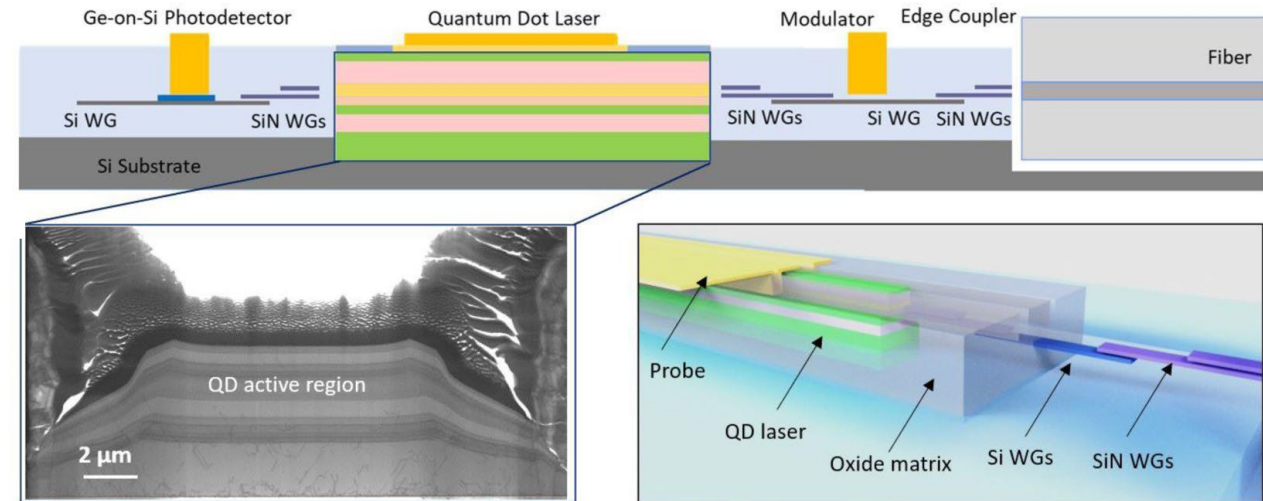 Ge-on-Si Photodetector
Quantum Dot Laser
Modulator
Edge Coupler
Fiber
Si WG
SiN WGs
SiN WGs
Si WG
SiN WGs
Si Substrate
QD active region
2 μm
Probe
QD laser
Oxide matrix
Si WGs
SiN WGs